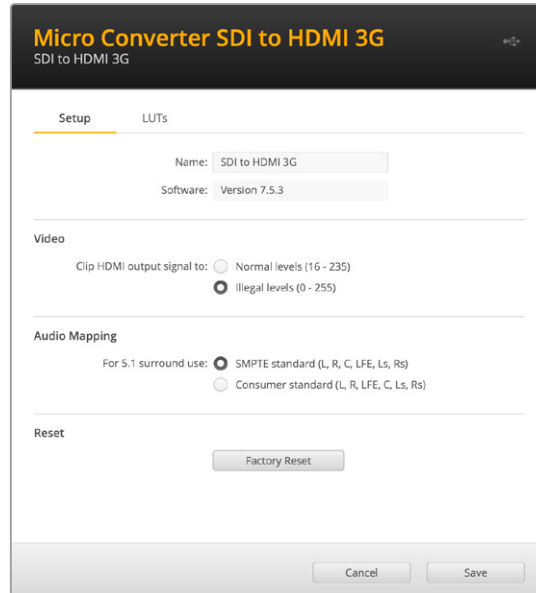 Micro Converter SDI to HDMI 3G
SDI to HDMI 3G
Setup LUTs
Name: SDI to HDMI 3G
Software: Version 7.5.3
Video
Clip HDMI output signal to: Normal levels (16 - 235)
Illegal levels (0 - 255)
Audio Mapping
For 5.1 surround use: SMPTE standard (L, R, C, LFE, Ls, Rs)
Consumer standard (L, R, LFE, C, Ls, Rs)
Reset
Factory Reset
Cancel Save